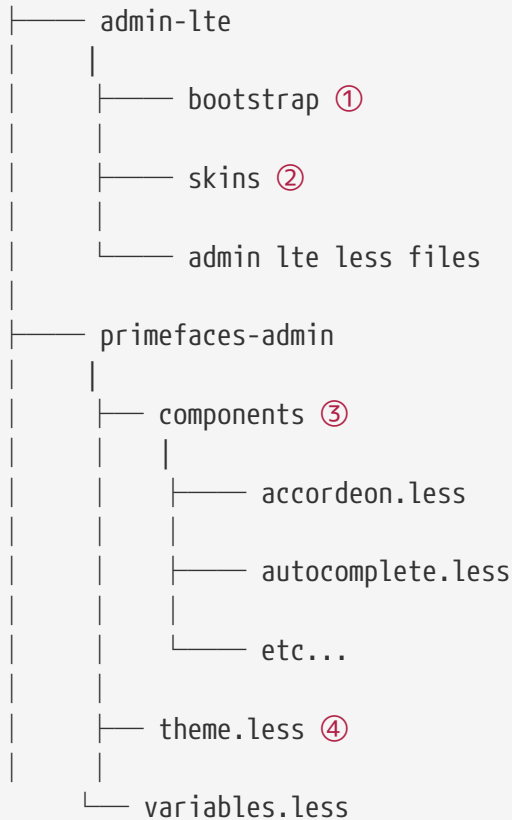 ├──── admin-lte
│     |
│     ├──── bootstrap ①
│     │
│     ├──── skins ②
│     │
│     └──── admin lte less files
│
├──── primefaces-admin
│     |
│     ├─── components ③
│     │    |
│     │    ├──── accordeon.less
│     │    │
│     │    ├──── autocomplete.less
│     │    │
│     │    └──── etc...
│     │
│     ├─── theme.less ④
│     │
     └─── variables.less